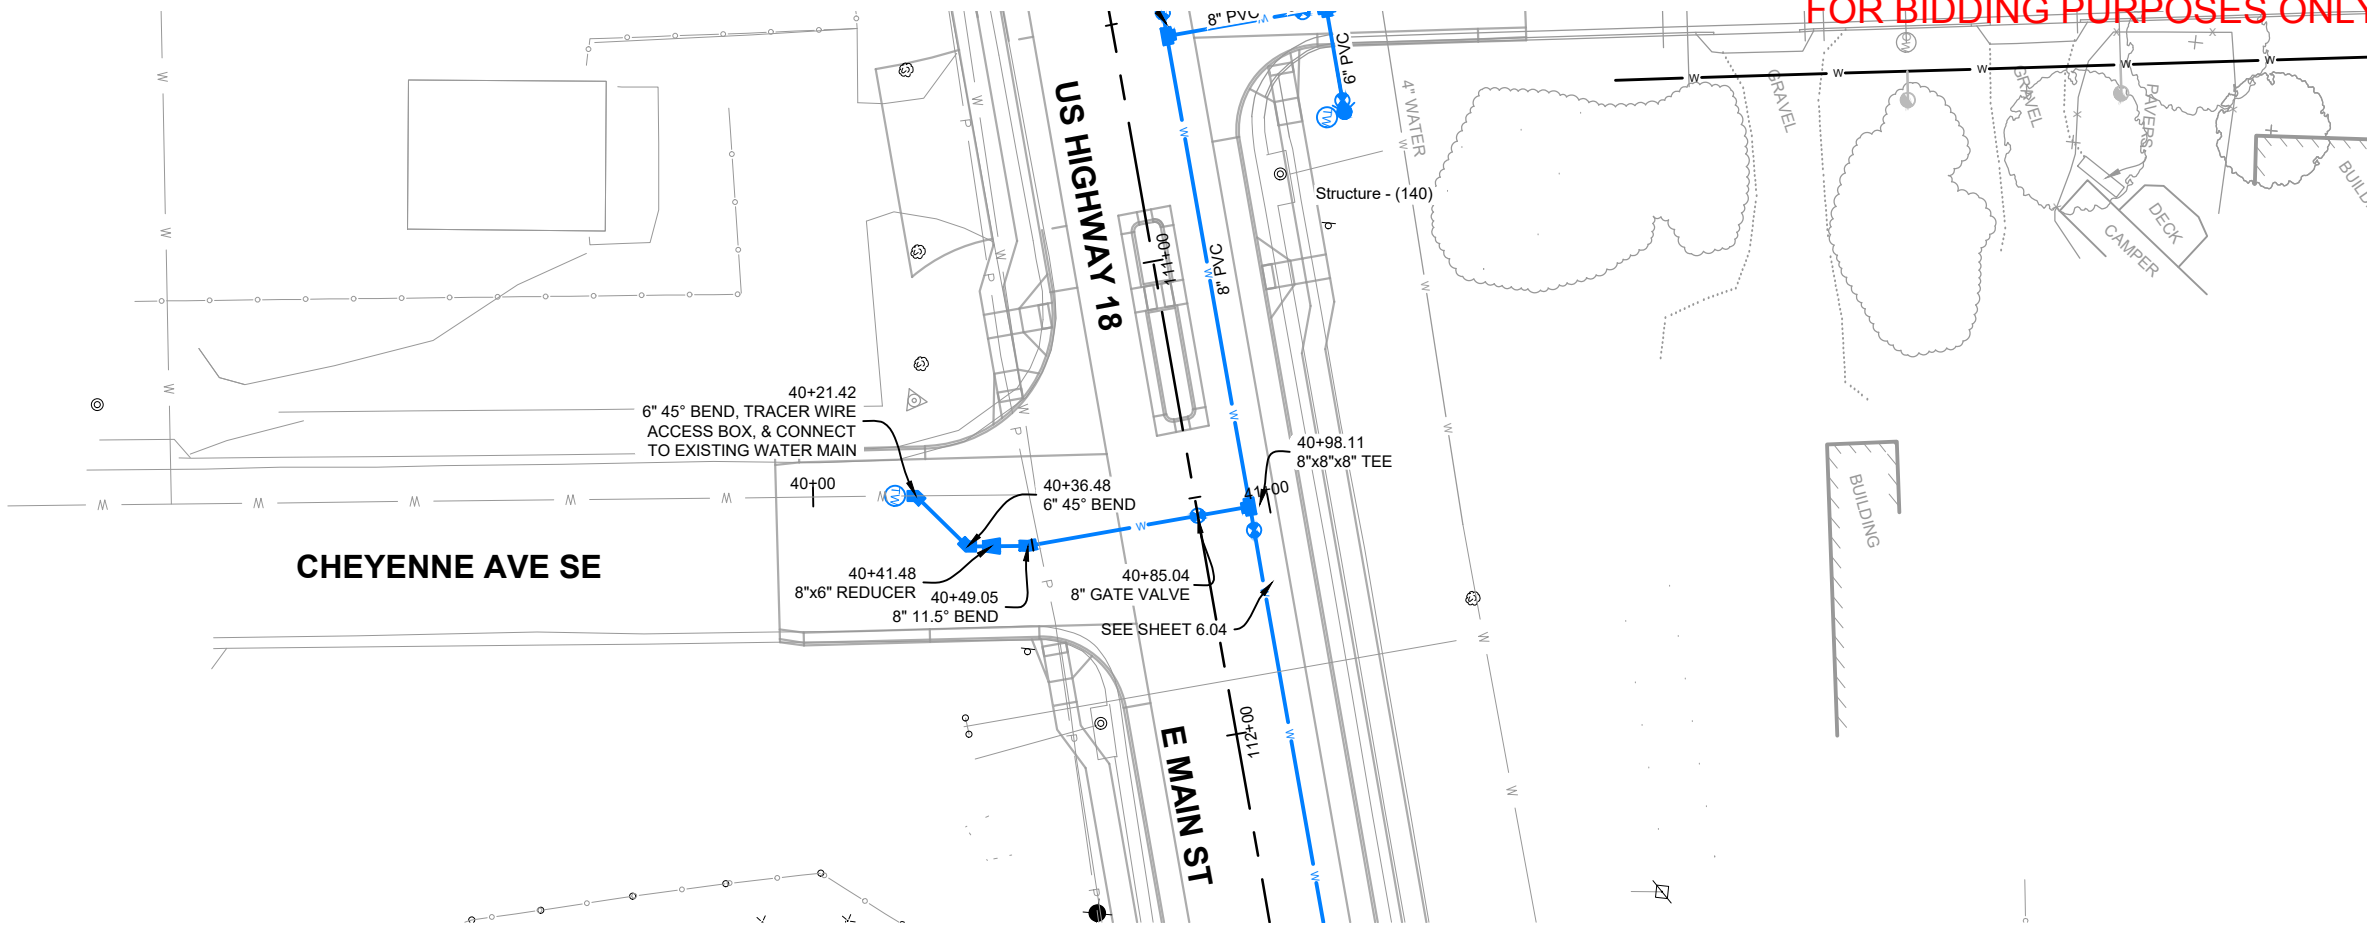 FOR BIDDING PURPOSES ONLY
8" PVC
6" PVC
4" WATER
GRAVEL
GRAVEL
PAVERS
US HIGHWAY 18
Structure - (140)
DECK
CAMPER
111+00
8" PVC
40+21.42
6" 45° BEND, TRACER WIRE
ACCESS BOX, & CONNECT
TO EXISTING WATER MAIN
40+98.11
8"x8"x8" TEE
40+00
40+36.48
6" 45° BEND
41+00
BUILDING
CHEYENNE AVE SE
40+41.48
8"x6" REDUCER
40+49.05
8" 11.5° BEND
40+85.04
8" GATE VALVE
SEE SHEET 6.04
112+00
E MAIN ST